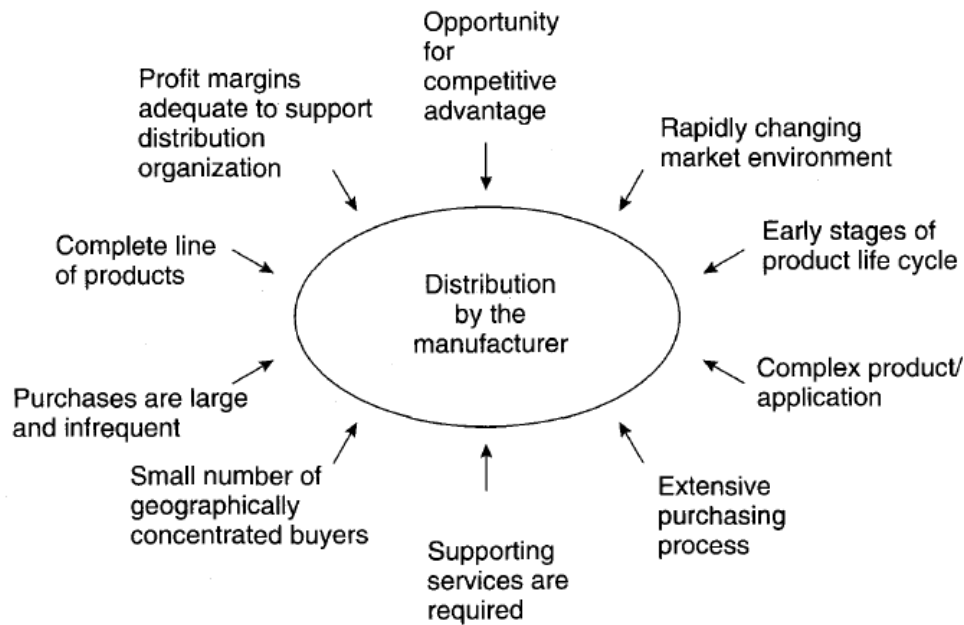 Opportunity
for
competitive
advantage
Profit margins
adequate to support
distribution
organization
Rapidly changing
market environment
Complete line
of products
Early stages of
product life cycle
Distribution
by the
manufacturer
Purchases are large
and infrequent
Complex product/
application
Small number of
geographically
concentrated buyers
Extensive
purchasing
process
Supporting
services are
required